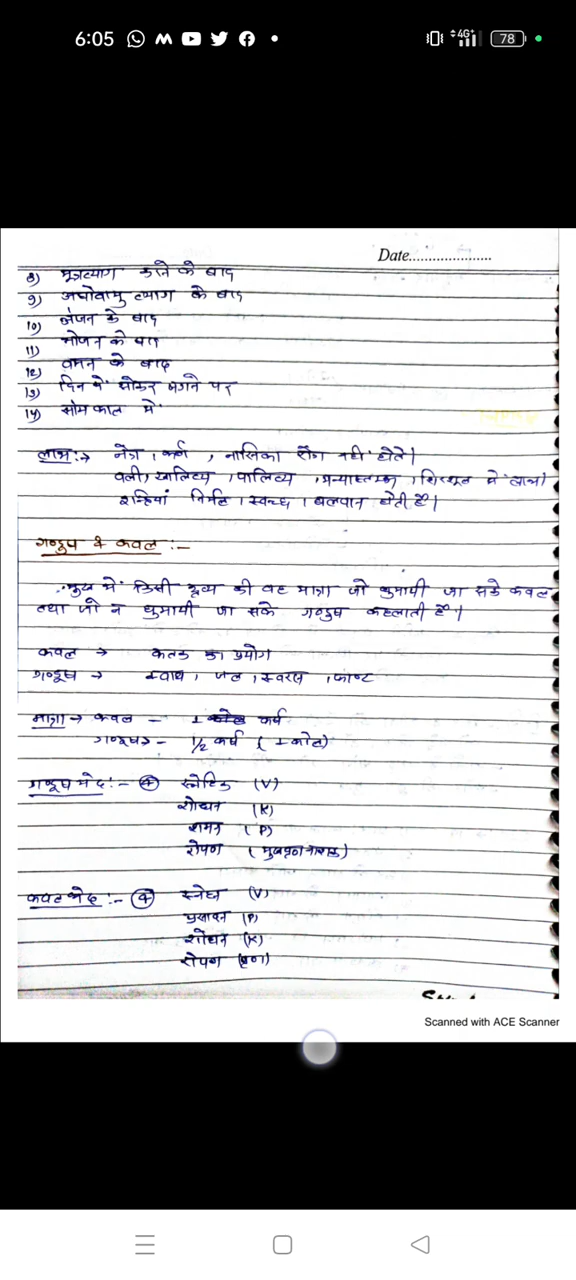 6:05 4G+ 78
Date.....................
8) मूत्रत्याग करने के बाद
9) अधोवायु त्याग के बाद
10) अंजन के बाद
11) भोजन के बाद
12) वमन के बाद
13) दिन में सोकर जगने पर
14) सांय काल में
लाभ:→ नेत्र, कर्ण, नासिका रोग नहीं होते।
वली, खालित्य, पालित्य, मन्यास्तम्भ, शिरःशूल में लाभ।
इन्द्रियां निर्मल, स्वच्छ, बलवान होती है।
गण्डुष व कवल:-
मुख में किसी द्रव्य की वह मात्रा जो घुमायी जा सके कवल
तथा जो न घुमायी जा सके गण्डुष कहलाती है।
कवल → कल्क का प्रयोग
गण्डूष → क्वाथ, जल, स्वरस, फाण्ट
मात्रा→ कवल - 1 कर्ष
गण्डूष - 1/2 कर्ष (1 कोल)
गण्डूष भेद:- 4 स्नैहिक (V)
शोधन (K)
शमन (P)
रोपण (मुखव्रण नाशक)
कवल भेद:- 4 स्नेहन (V)
प्रसादन (P)
शोधन (K)
रोपण (व्रण)
Scanned with ACE Scanner